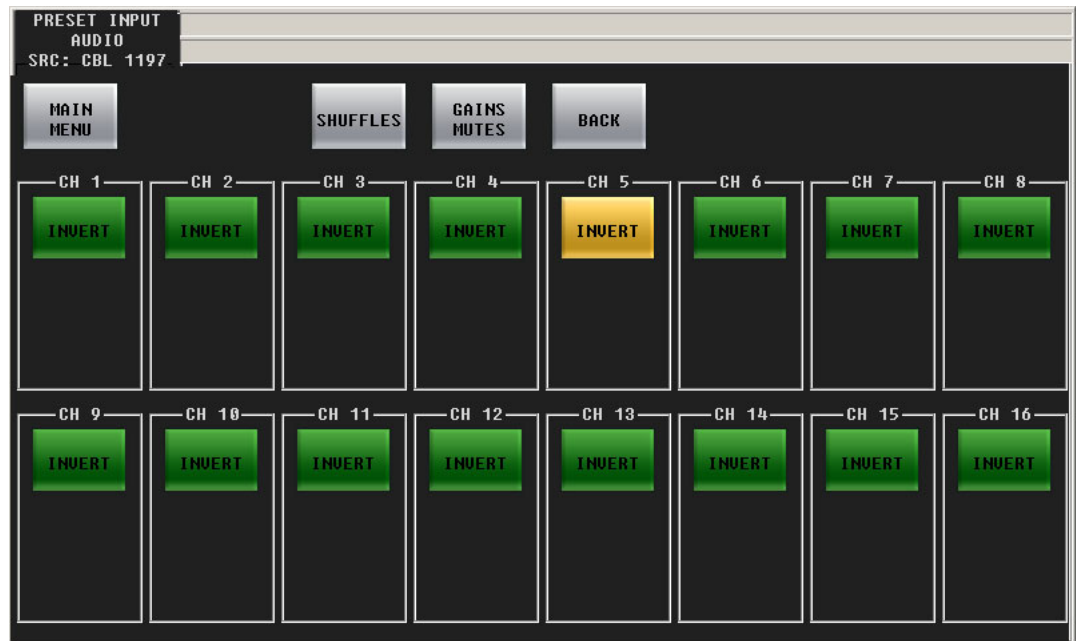 PRESET INPUT
AUDIO
SRC: CBL 1197
MAIN
MENU
SHUFFLES
GAINS
MUTES
BACK
CH 1 CH 2 CH 3 CH 4 CH 5 CH 6 CH 7 CH 8
INVERT INVERT INVERT INVERT INVERT INVERT INVERT INVERT
CH 9 CH 10 CH 11 CH 12 CH 13 CH 14 CH 15 CH 16
INVERT INVERT INVERT INVERT INVERT INVERT INVERT INVERT